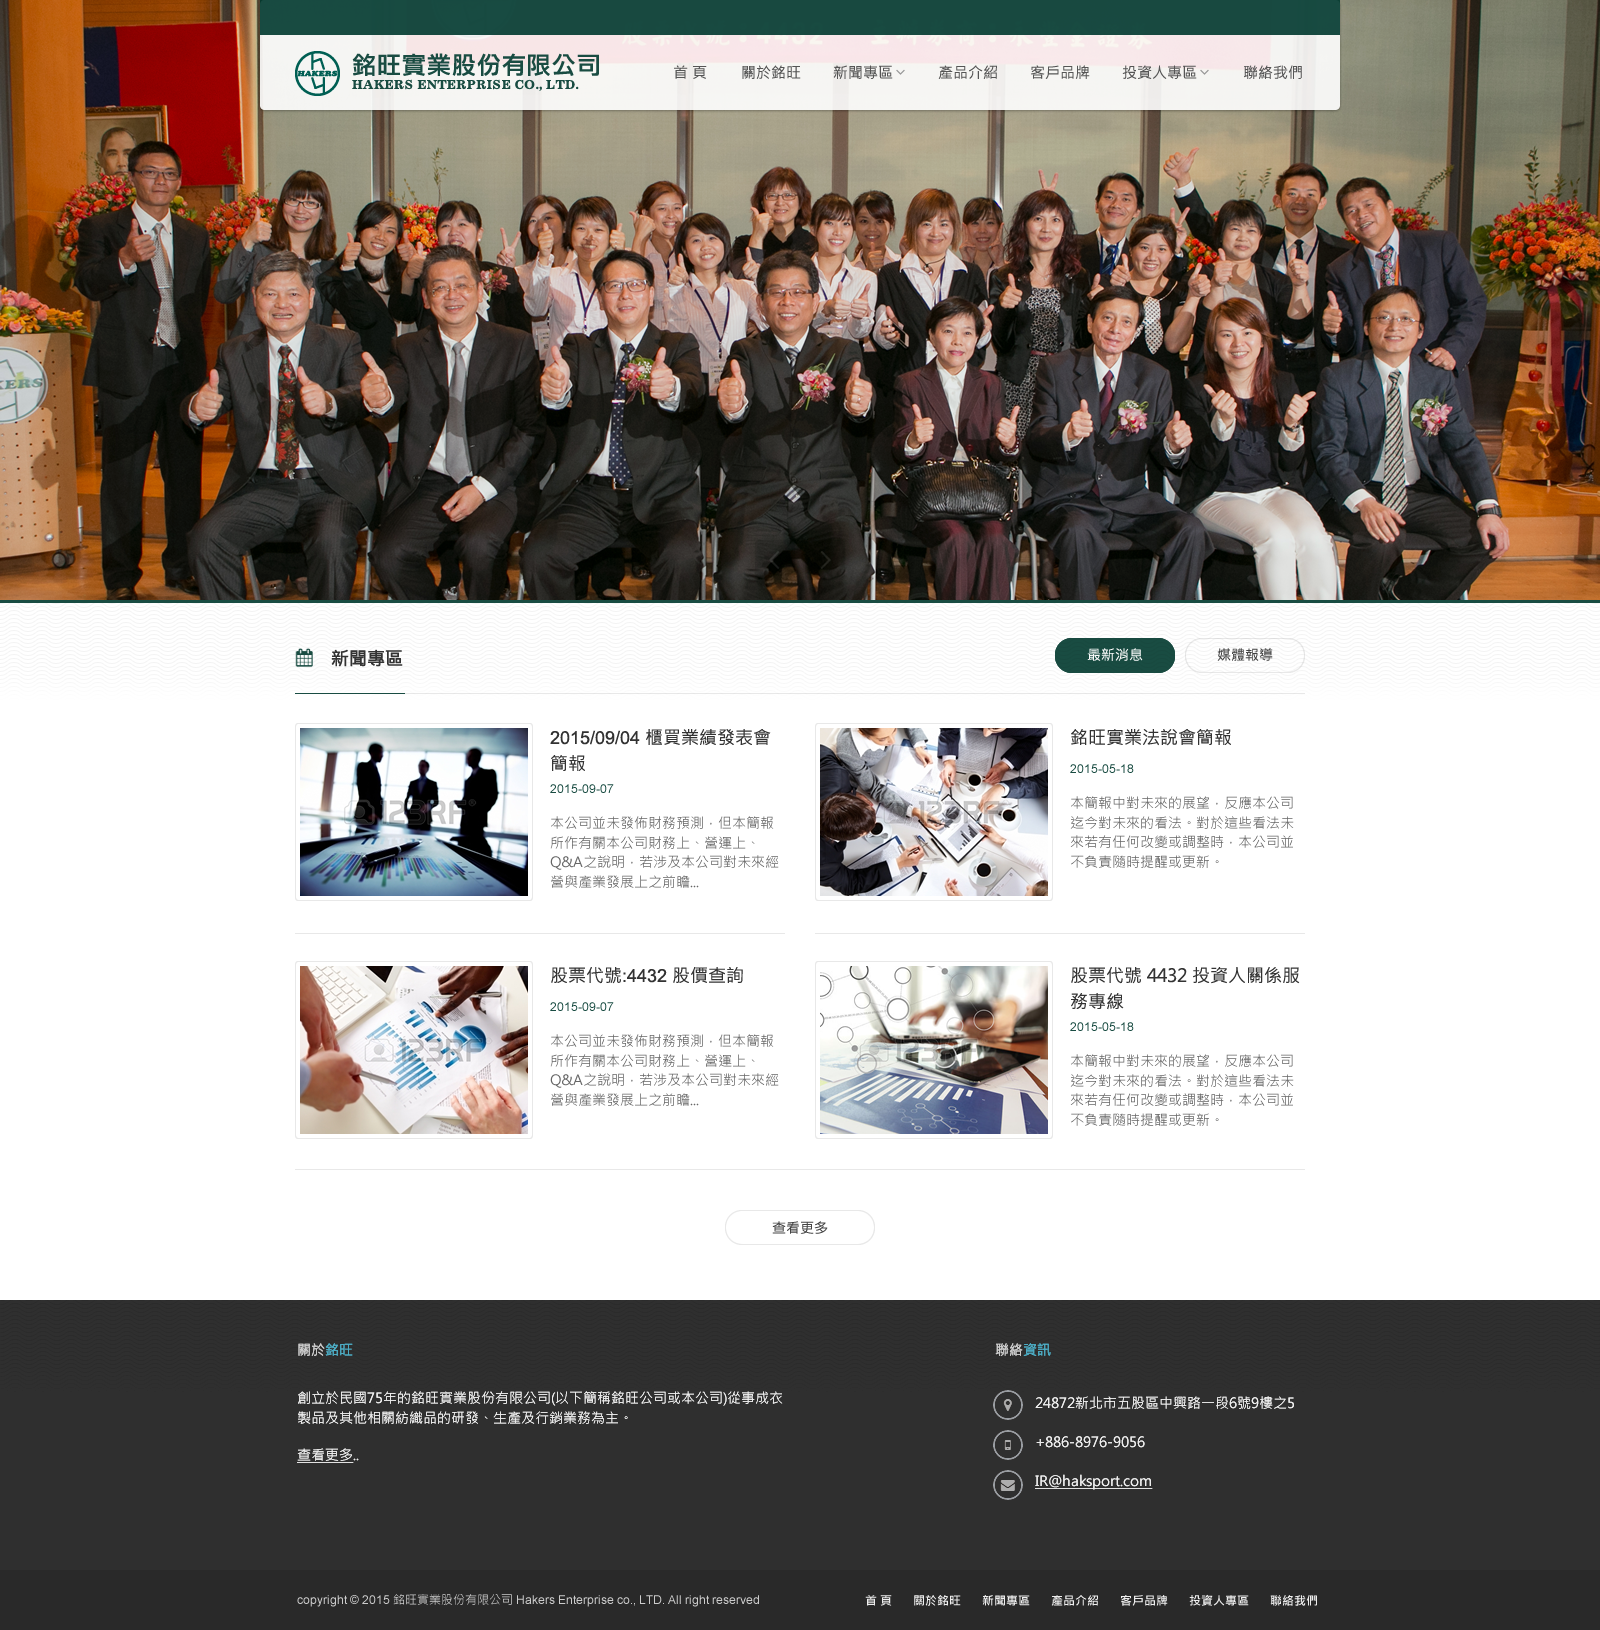 股票代號:4432
HAKERS
銘旺實業股份有限公司
HAKERS ENTERPRISE CO., LTD.
首 頁
關於銘旺
新聞專區
產品介紹
客戶品牌
投資人專區
聯絡我們
新聞專區
最新消息
媒體報導
2015/09/04 櫃買業績發表會
簡報
2015-09-07
本公司並未發佈財務預測，但本簡報
所作有關本公司財務上、營運上、
Q&A之說明，若涉及本公司對未來經
營與產業發展上之前瞻...
123RF
銘旺實業法說會簡報
2015-05-18
本簡報中對未來的展望，反應本公司
迄今對未來的看法。對於這些看法未
來若有任何改變或調整時，本公司並
不負責隨時提醒或更新。
123RF
股票代號:4432 股價查詢
2015-09-07
本公司並未發佈財務預測，但本簡報
所作有關本公司財務上、營運上、
Q&A之說明，若涉及本公司對未來經
營與產業發展上之前瞻...
123RF
股票代號 4432 投資人關係服
務專線
2015-05-18
本簡報中對未來的展望，反應本公司
迄今對未來的看法。對於這些看法未
來若有任何改變或調整時，本公司並
不負責隨時提醒或更新。
查看更多
關於銘旺
創立於民國75年的銘旺實業股份有限公司(以下簡稱銘旺公司或本公司)從事成衣
製品及其他相關紡織品的研發、生產及行銷業務為主。
查看更多..
聯絡資訊
24872新北市五股區中興路一段6號9樓之5
+886-8976-9056
IR@haksport.com
copyright © 2015 銘旺實業股份有限公司 Hakers Enterprise co., LTD. All right reserved
首 頁
關於銘旺
新聞專區
產品介紹
客戶品牌
投資人專區
聯絡我們